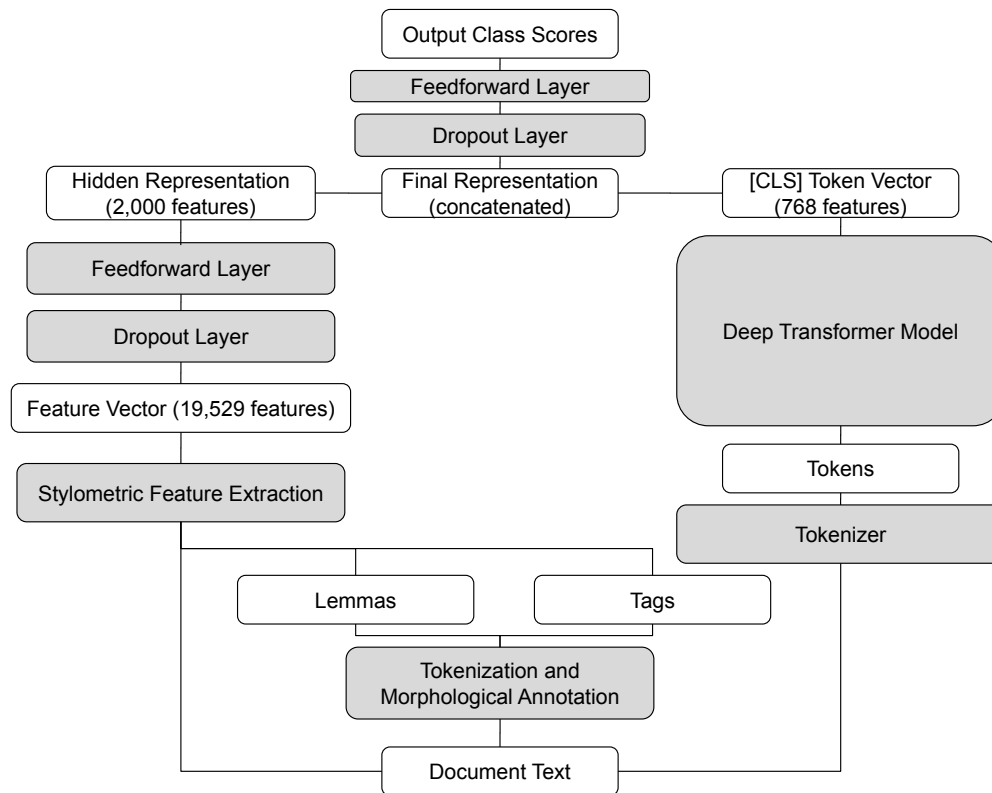 Output Class Scores
Feedforward Layer
Dropout Layer
Hidden Representation
(2,000 features)
Final Representation
(concatenated)
[CLS] Token Vector
(768 features)
Feedforward Layer
Dropout Layer
Deep Transformer Model
Feature Vector (19,529 features)
Tokens
Stylometric Feature Extraction
Tokenizer
Lemmas
Tags
Tokenization and
Morphological Annotation
Document Text